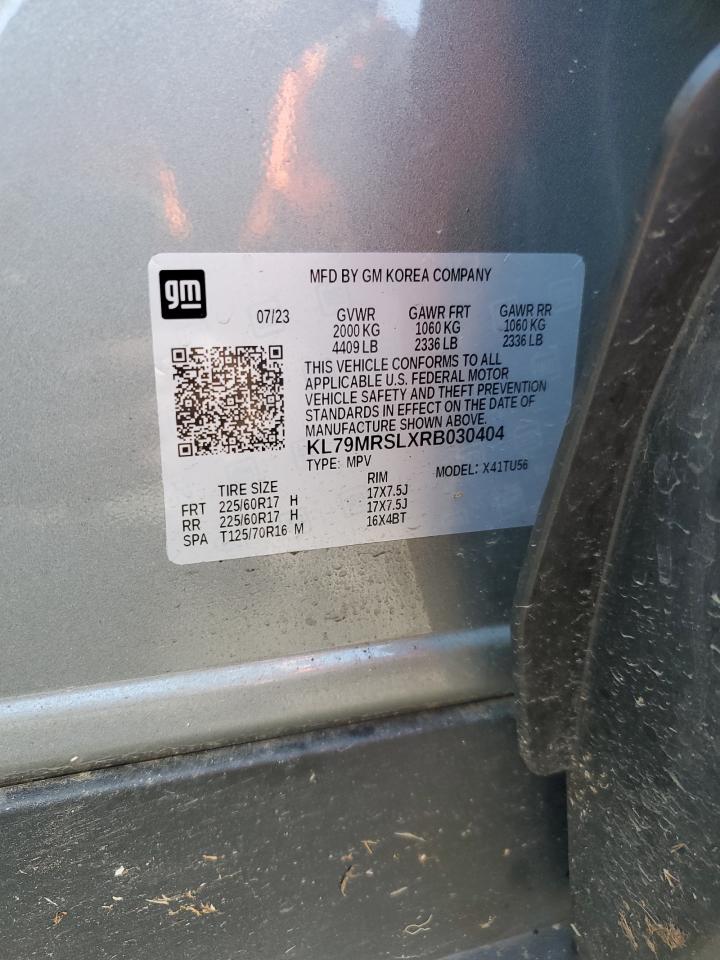 gm
MFD BY GM KOREA COMPANY
07/23 GVWR GAWR FRT GAWR RR
2000 KG 1060 KG 1060 KG
4409 LB 2336 LB 2336 LB
THIS VEHICLE CONFORMS TO ALL
APPLICABLE U.S. FEDERAL MOTOR
VEHICLE SAFETY AND THEFT PREVENTION
STANDARDS IN EFFECT ON THE DATE OF
MANUFACTURE SHOWN ABOVE.
KL79MRSLXRB030404
TYPE: MPV MODEL: X41TU56
TIRE SIZE RIM
FRT 225/60R17 H 17X7.5J
RR 225/60R17 H 17X7.5J
SPA T125/70R16 M 16X4BT